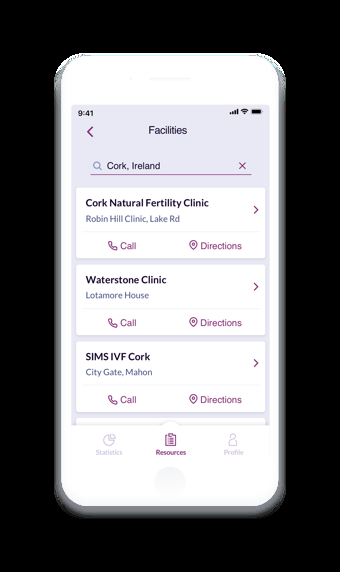 9:41
Facilities
Cork, Ireland
Cork Natural Fertility Clinic
Robin Hill Clinic, Lake Rd
Call Directions
Waterstone Clinic
Lotamore House
Call Directions
SIMS IVF Cork
City Gate, Mahon
Call Directions
Statistics Resources Profile